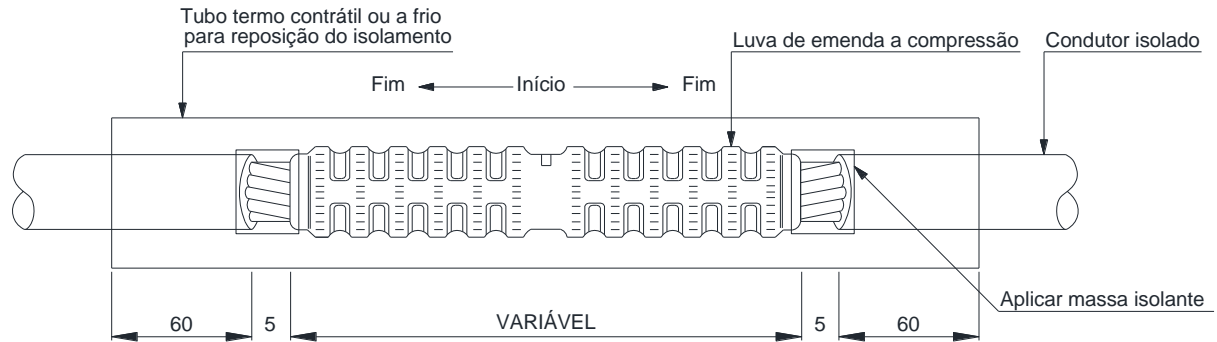 Tubo termo contrátil ou a frio
para reposição do isolamento
Luva de emenda a compressão
Condutor isolado
Fim
Início
Fim
Aplicar massa isolante
60
5
VARIÁVEL
5
60